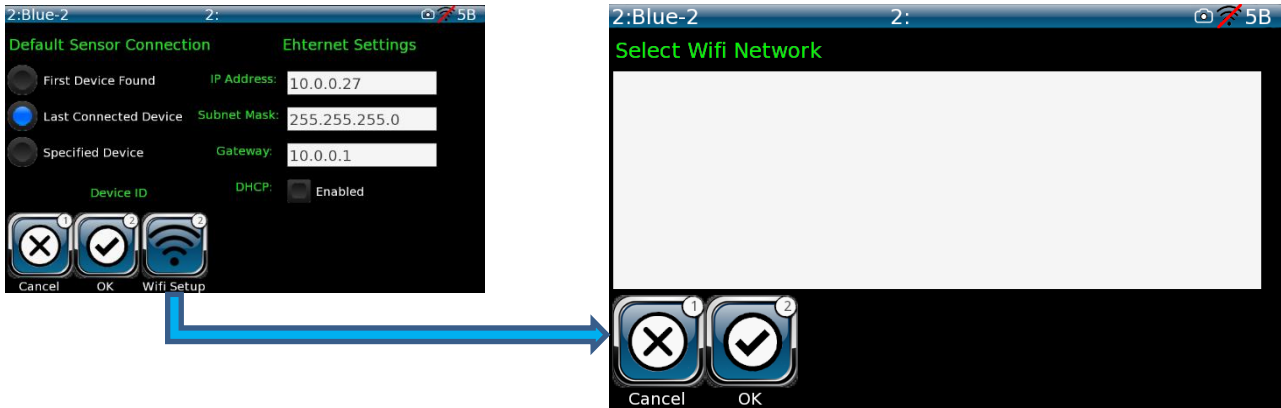 2:Blue-2 2: 5B
Default Sensor Connection
First Device Found
Last Connected Device
Specified Device
Device ID
Ehternet Settings
IP Address: 10.0.0.27
Subnet Mask: 255.255.255.0
Gateway: 10.0.0.1
DHCP: Enabled
1 2 2
Cancel OK Wifi Setup
2:Blue-2 2: 5B
Select Wifi Network
1 2
Cancel OK